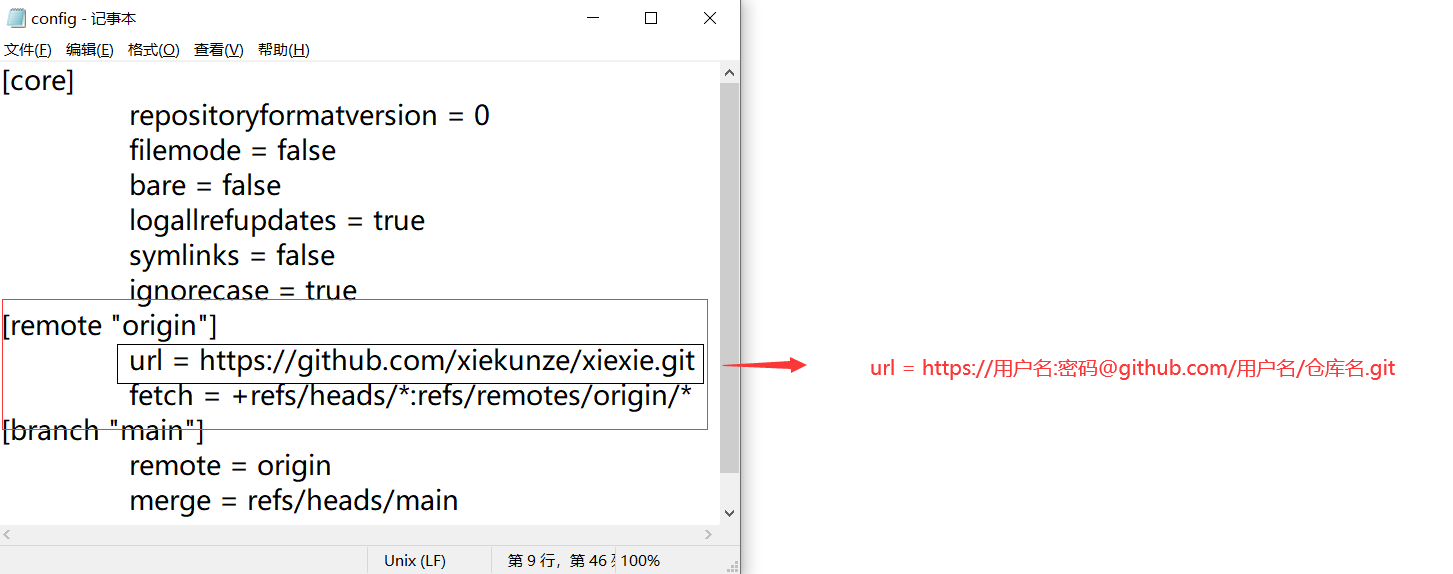 config - 记事本
文件(F) 编辑(E) 格式(O) 查看(V) 帮助(H)
[core]
repositoryformatversion = 0
filemode = false
bare = false
logallrefupdates = true
symlinks = false
ignorecase = true
[remote "origin"]
url = https://github.com/xiekunze/xiexie.git
fetch = +refs/heads/*:refs/remotes/origin/*
[branch "main"]
remote = origin
merge = refs/heads/main
url = https://用户名:密码@github.com/用户名/仓库名.git
Unix (LF) 第 9 行，第 46 100%